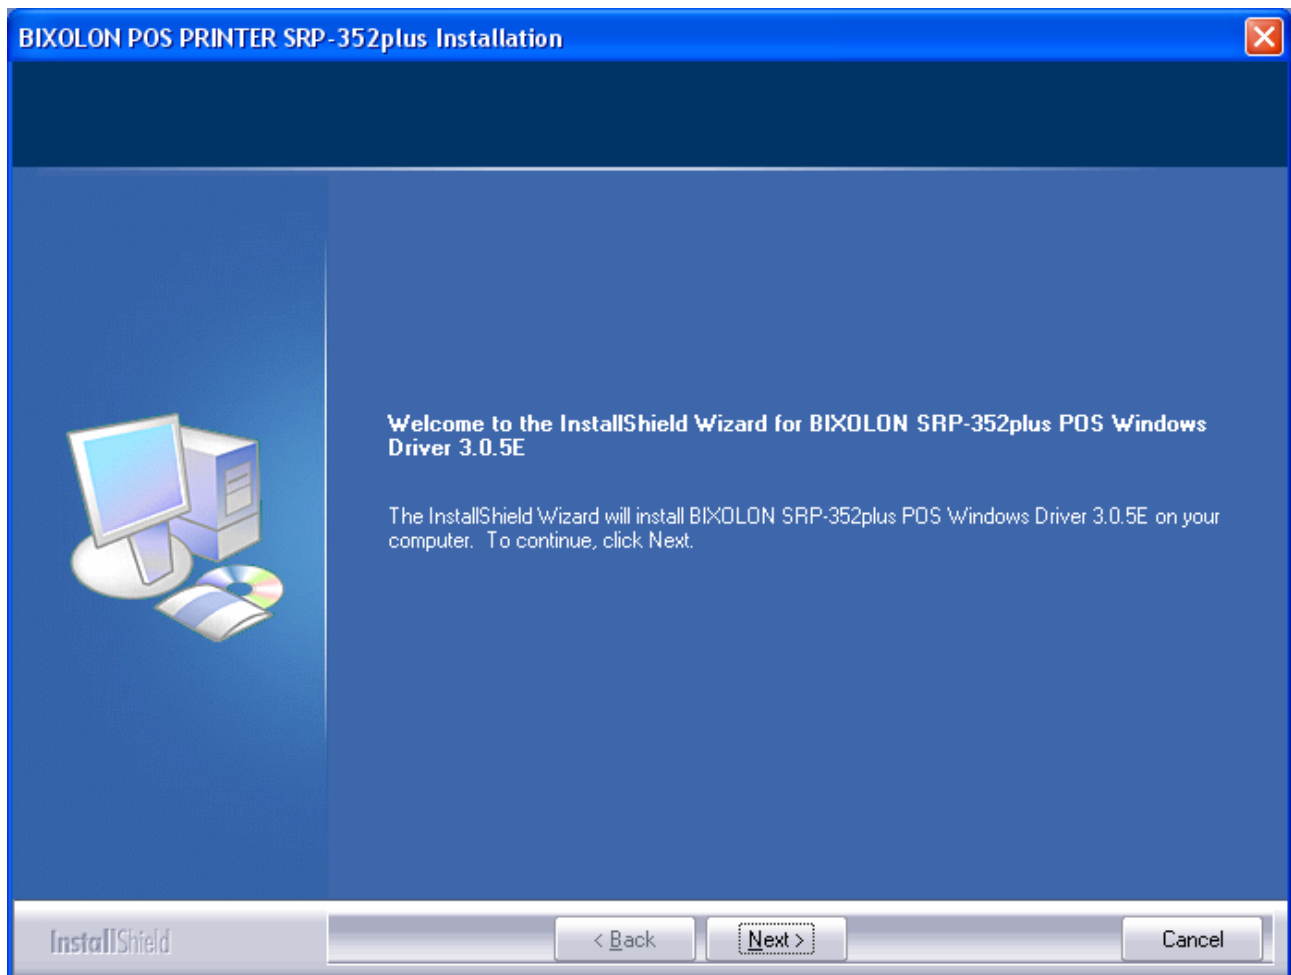 BIXOLON POS PRINTER SRP-352plus Installation
Welcome to the InstallShield Wizard for BIXOLON SRP-352plus POS Windows
Driver 3.0.5E
The InstallShield Wizard will install BIXOLON SRP-352plus POS Windows Driver 3.0.5E on your
computer.  To continue, click Next.
InstallShield
< Back
Next >
Cancel